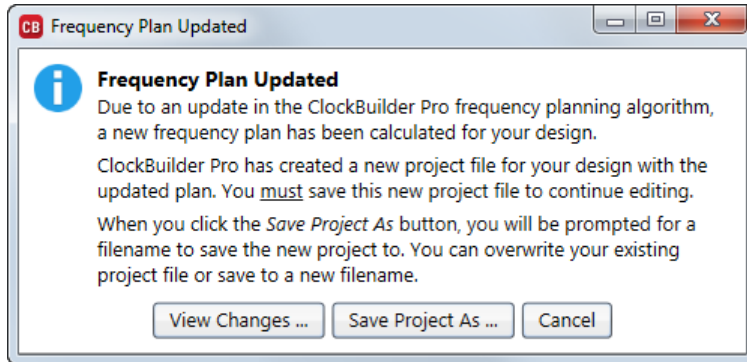 CB Frequency Plan Updated
Frequency Plan Updated
Due to an update in the ClockBuilder Pro frequency planning algorithm,
a new frequency plan has been calculated for your design.
ClockBuilder Pro has created a new project file for your design with the
updated plan. You must save this new project file to continue editing.
When you click the Save Project As button, you will be prompted for a
filename to save the new project to. You can overwrite your existing
project file or save to a new filename.
View Changes ... Save Project As ... Cancel